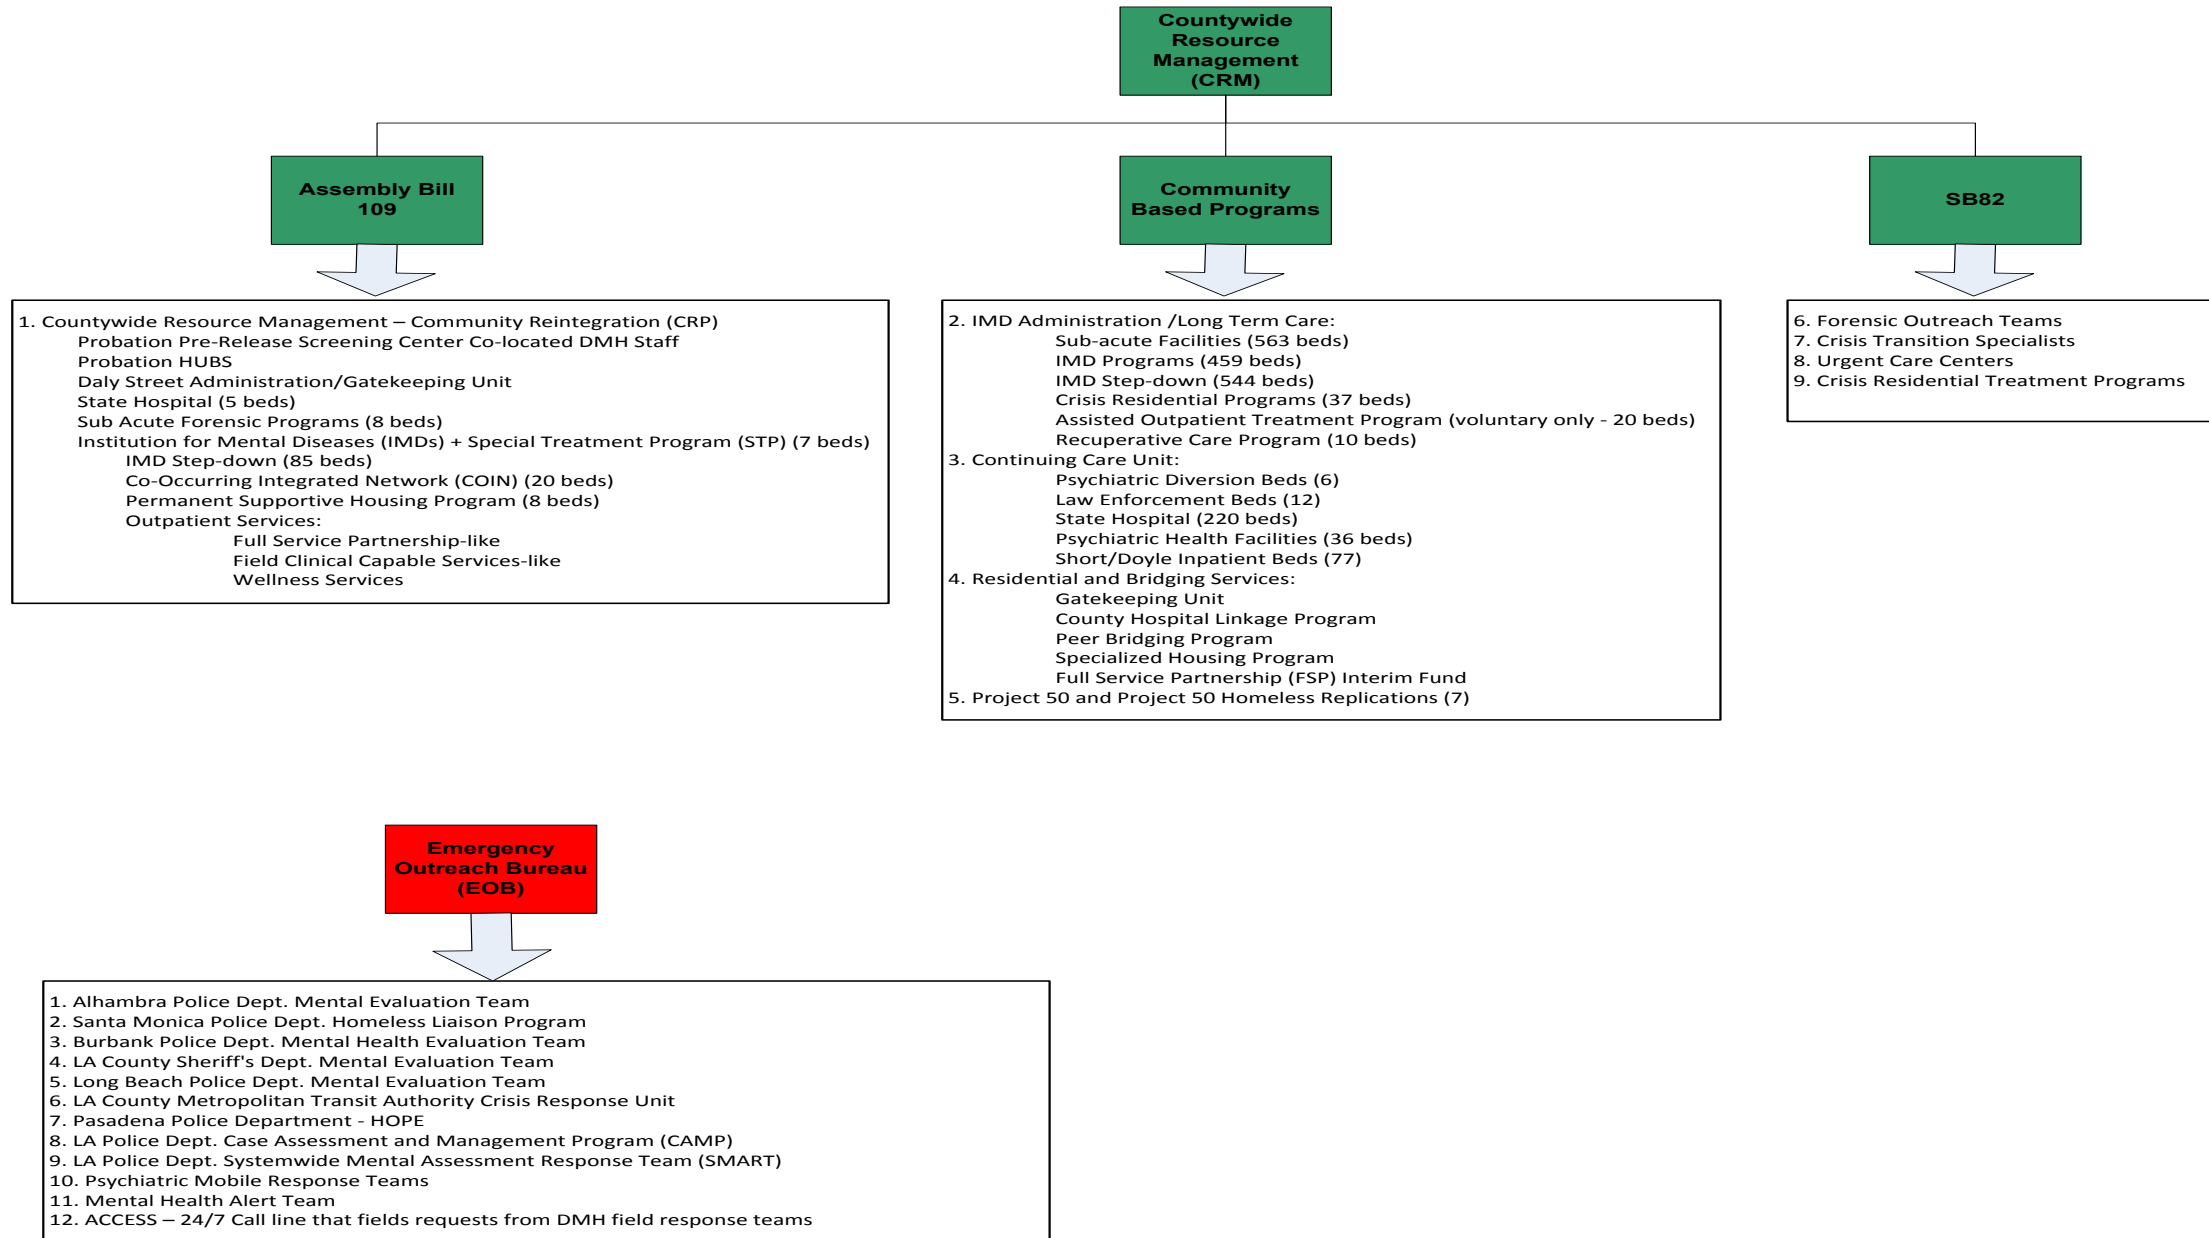 Countywide
Resource
Management
(CRM)
Assembly Bill
109
Community
Based Programs
SB82
1. Countywide Resource Management – Community Reintegration (CRP)
Probation Pre-Release Screening Center Co-located DMH Staff
Probation HUBS
Daly Street Administration/Gatekeeping Unit
State Hospital (5 beds)
Sub Acute Forensic Programs (8 beds)
Institution for Mental Diseases (IMDs) + Special Treatment Program (STP) (7 beds)
IMD Step-down (85 beds)
Co-Occurring Integrated Network (COIN) (20 beds)
Permanent Supportive Housing Program (8 beds)
Outpatient Services:
Full Service Partnership-like
Field Clinical Capable Services-like
Wellness Services
2. IMD Administration /Long Term Care:
Sub-acute Facilities (563 beds)
IMD Programs (459 beds)
IMD Step-down (544 beds)
Crisis Residential Programs (37 beds)
Assisted Outpatient Treatment Program (voluntary only - 20 beds)
Recuperative Care Program (10 beds)
3. Continuing Care Unit:
Psychiatric Diversion Beds (6)
Law Enforcement Beds (12)
State Hospital (220 beds)
Psychiatric Health Facilities (36 beds)
Short/Doyle Inpatient Beds (77)
4. Residential and Bridging Services:
Gatekeeping Unit
County Hospital Linkage Program
Peer Bridging Program
Specialized Housing Program
Full Service Partnership (FSP) Interim Fund
5. Project 50 and Project 50 Homeless Replications (7)
6. Forensic Outreach Teams
7. Crisis Transition Specialists
8. Urgent Care Centers
9. Crisis Residential Treatment Programs
Emergency
Outreach Bureau
(EOB)
1. Alhambra Police Dept. Mental Evaluation Team
2. Santa Monica Police Dept. Homeless Liaison Program
3. Burbank Police Dept. Mental Health Evaluation Team
4. LA County Sheriff's Dept. Mental Evaluation Team
5. Long Beach Police Dept. Mental Evaluation Team
6. LA County Metropolitan Transit Authority Crisis Response Unit
7. Pasadena Police Department - HOPE
8. LA Police Dept. Case Assessment and Management Program (CAMP)
9. LA Police Dept. Systemwide Mental Assessment Response Team (SMART)
10. Psychiatric Mobile Response Teams
11. Mental Health Alert Team
12. ACCESS – 24/7 Call line that fields requests from DMH field response teams